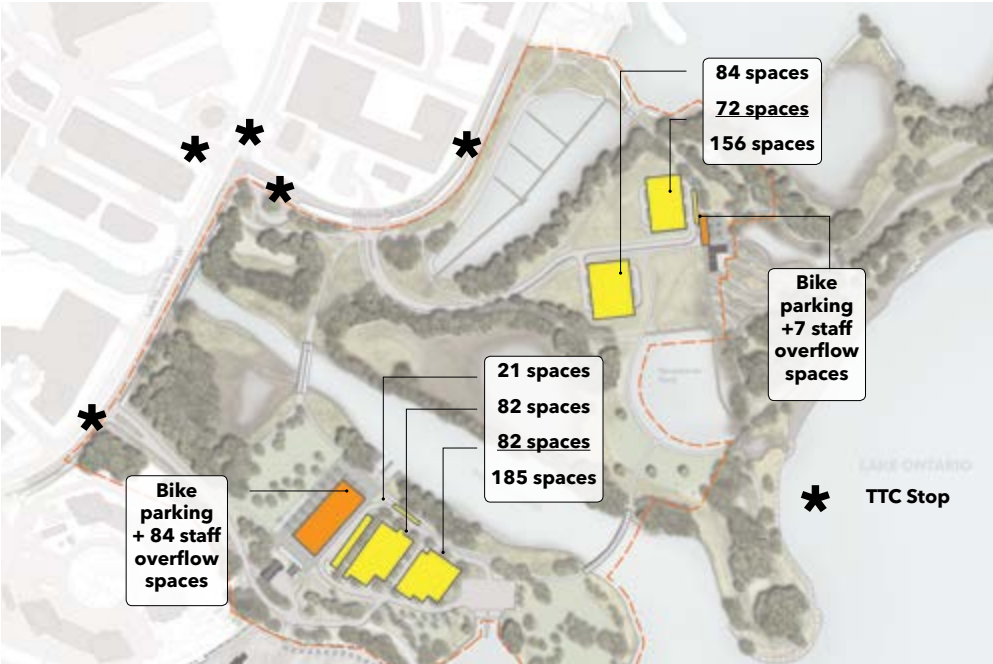 84 spaces
72 spaces
156 spaces
Bike
parking
+7 staff
overflow
spaces
21 spaces
82 spaces
82 spaces
185 spaces
Bike
parking
+ 84 staff
overflow
spaces
LAKE ONTARIO
TTC Stop